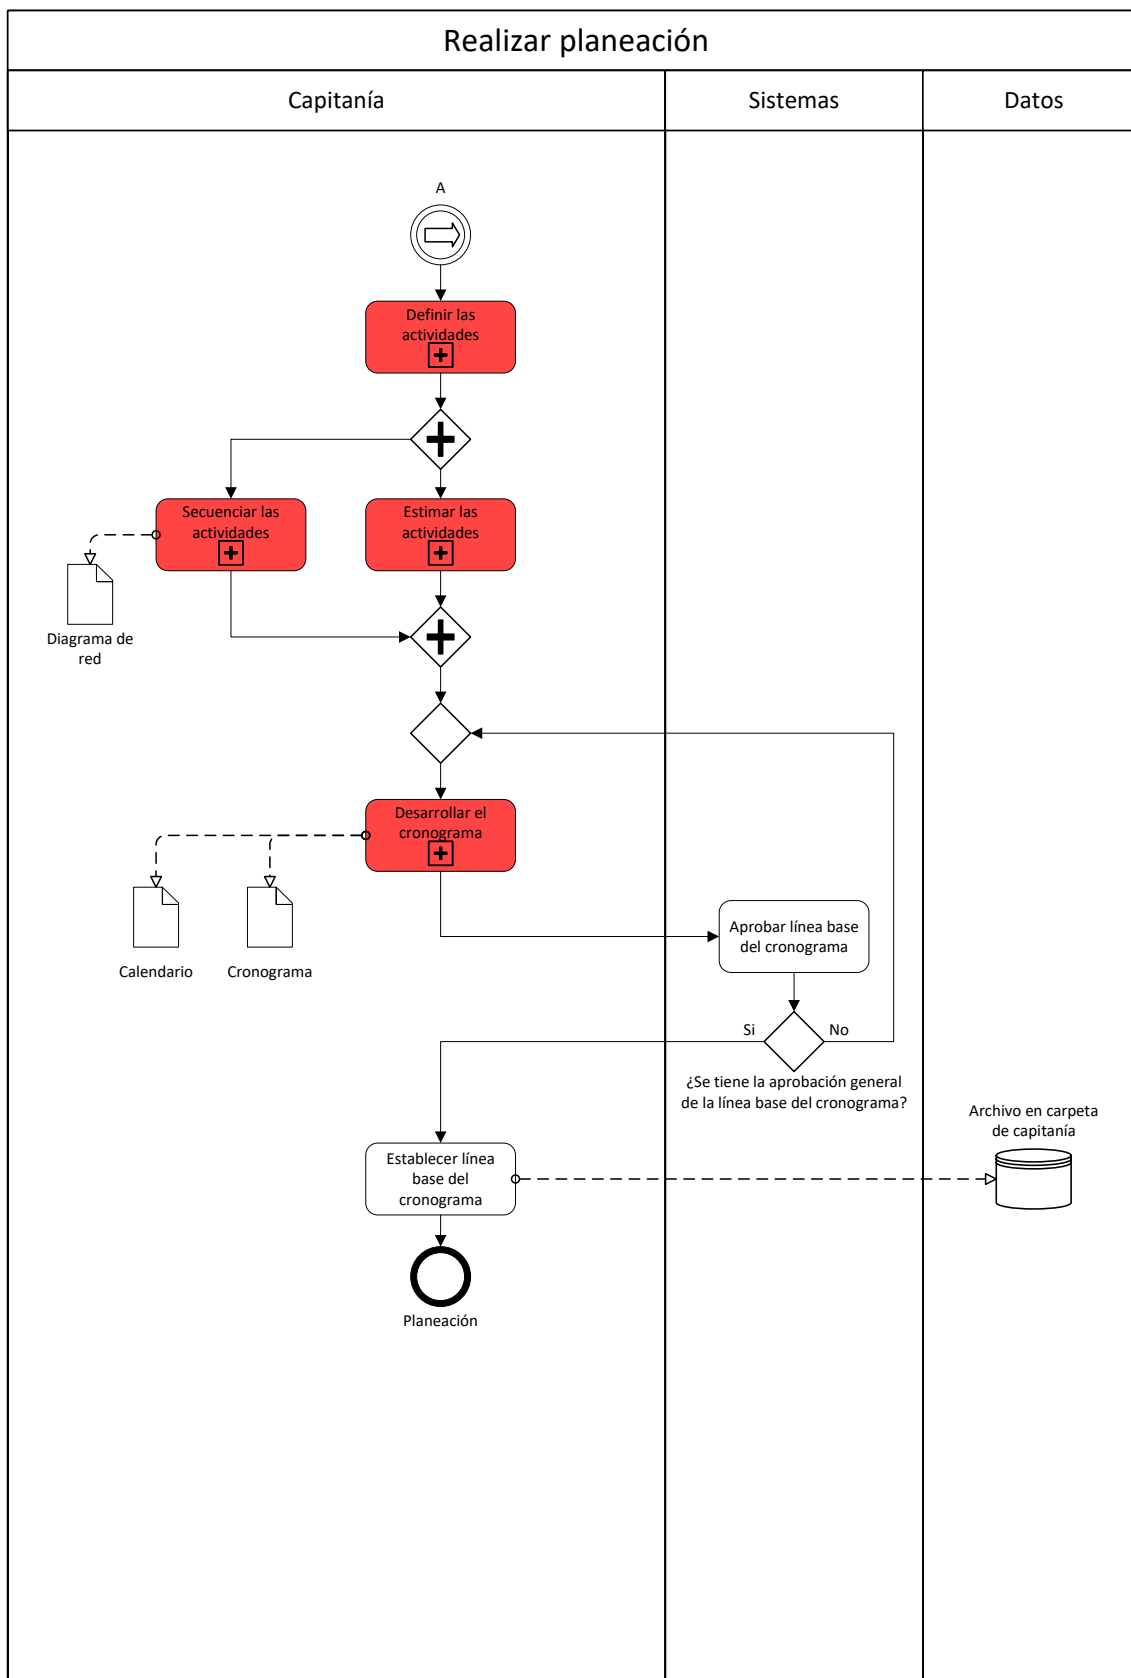 Realizar planeación
Capitanía
Sistemas
Datos
A
Definir las
actividades
Secuenciar las
actividades
Estimar las
actividades
Diagrama de
red
Desarrollar el
cronograma
Calendario
Cronograma
Aprobar línea base
del cronograma
Si
No
¿Se tiene la aprobación general
de la línea base del cronograma?
Archivo en carpeta
de capitanía
Establecer línea
base del
cronograma
Planeación